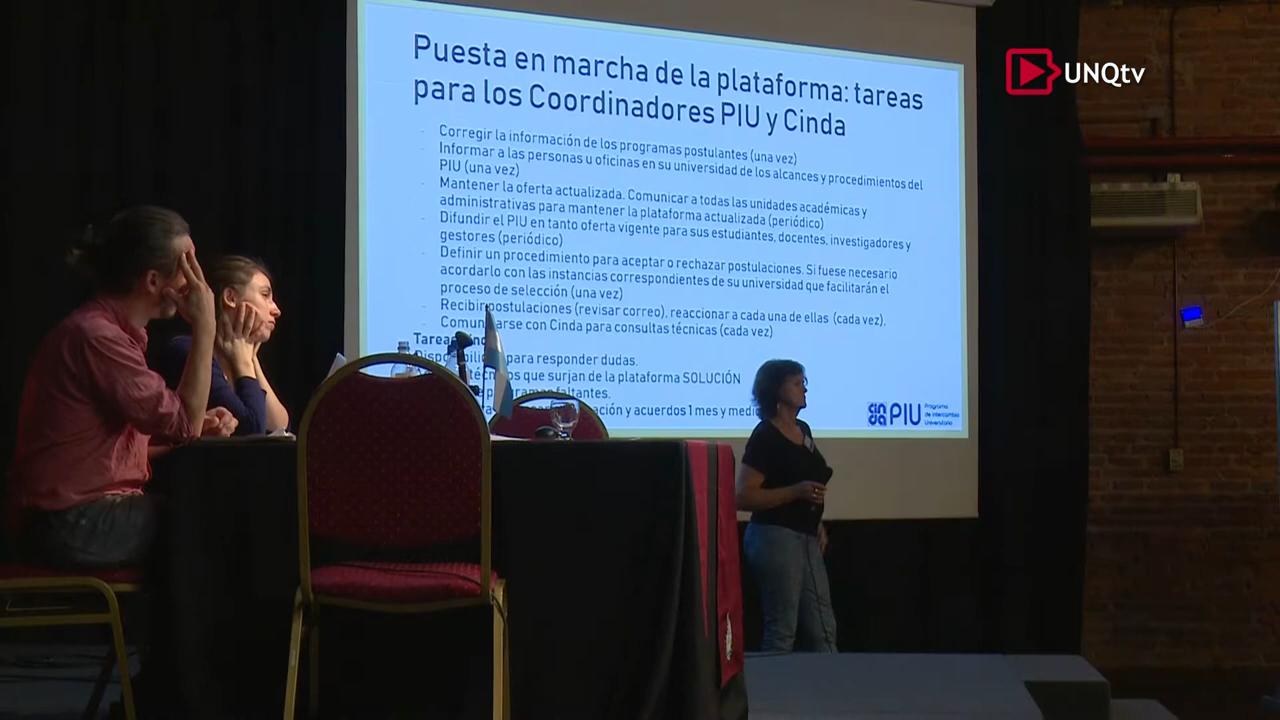 UNQtv
Puesta en marcha de la plataforma: tareas
para los Coordinadores PIU y Cinda
- Corregir la información de los programas postulantes (una vez)
- Informar a las personas u oficinas en su universidad de los alcances y procedimientos del
PIU (una vez)
- Mantener la oferta actualizada. Comunicar a todas las unidades académicas y
administrativas para mantener la plataforma actualizada (periódico)
- Difundir el PIU en tanto oferta vigente para sus estudiantes, docentes, investigadores y
gestores (periódico)
- Definir un procedimiento para aceptar o rechazar postulaciones. Si fuese necesario
acordarlo con las instancias correspondientes de su universidad que facilitarán el
proceso de selección (una vez)
- Recibir postulaciones (revisar correo), reaccionar a cada una de ellas (cada vez).
- Comunicarse con Cinda para consultas técnicas (cada vez)
para responder dudas.
que surjan de la plataforma SOLUCIÓN
faltantes.
y acuerdos 1 mes y
cinda PIU Programa
de Intercambio
Universitario